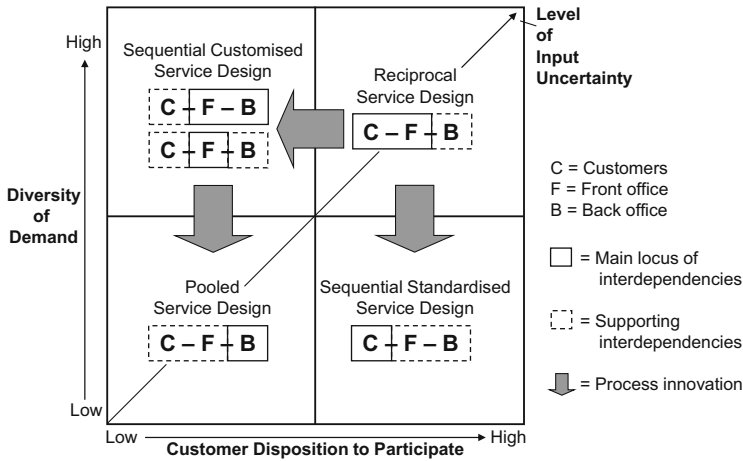 High
Diversity
of
Demand
Low
Sequential Customised
Service Design
C – F – B
C – F – B
Reciprocal
Service Design
C – F – B
Pooled
Service Design
C – F – B
Sequential Standardised
Service Design
C – F – B
Low
High
Customer Disposition to Participate
Level
of
Input
Uncertainty
C = Customers
F = Front office
B = Back office
= Main locus of
interdependencies
= Supporting
interdependencies
= Process innovation